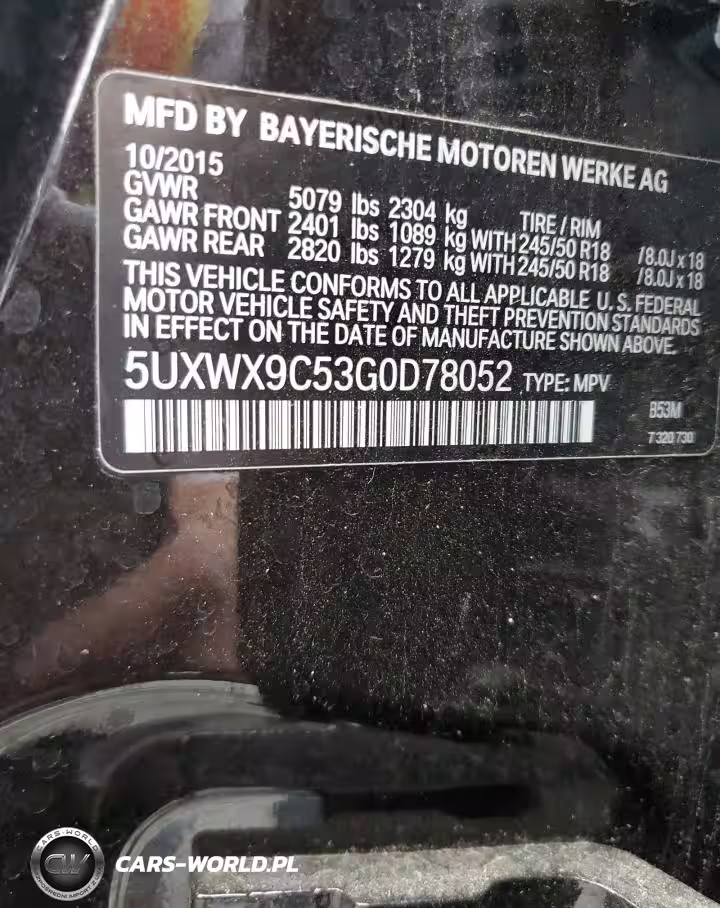 MFD BY BAYERISCHE MOTOREN WERKE AG
10/2015
GVWR 5079 lbs 2304 kg TIRE / RIM
GAWR FRONT 2401 lbs 1089 kg WITH 245/50 R18 /8.0J x 18
GAWR REAR 2820 lbs 1279 kg WITH 245/50 R18 /8.0J x 18
THIS VEHICLE CONFORMS TO ALL APPLICABLE U.S. FEDERAL
MOTOR VEHICLE SAFETY AND THEFT PREVENTION STANDARDS
IN EFFECT ON THE DATE OF MANUFACTURE SHOWN ABOVE.
5UXWX9C53G0D78052 TYPE: MPV
B53M
7 320 730
CARS-WORLD
CW
CARS-WORLD.PL